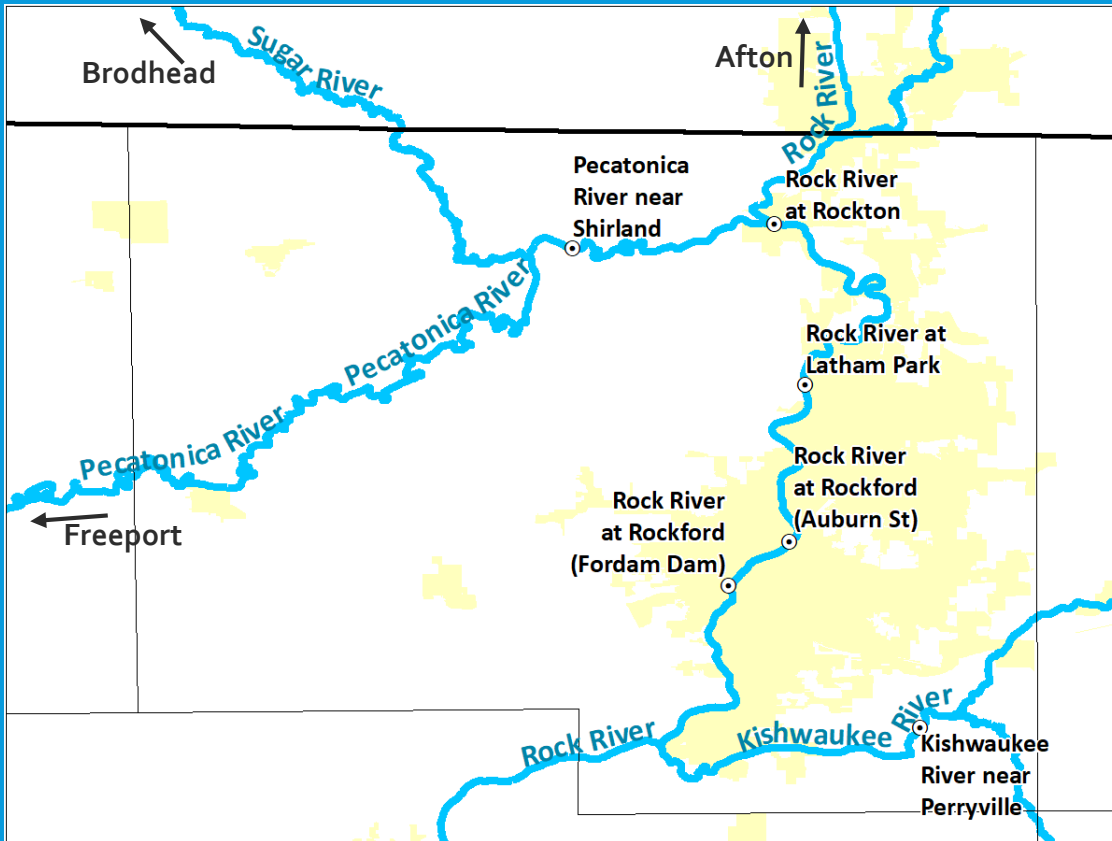 Brodhead
Sugar River
Afton
Rock River
Pecatonica
River near
Shirland
Rock River
at Rockton
Pecatonica River
Rock River at
Latham Park
Pecatonica River
Freeport
Rock River
at Rockford
(Auburn St)
Rock River
at Rockford
(Fordam Dam)
Rock River
Kishwaukee River
Kishwaukee
River near
Perryville